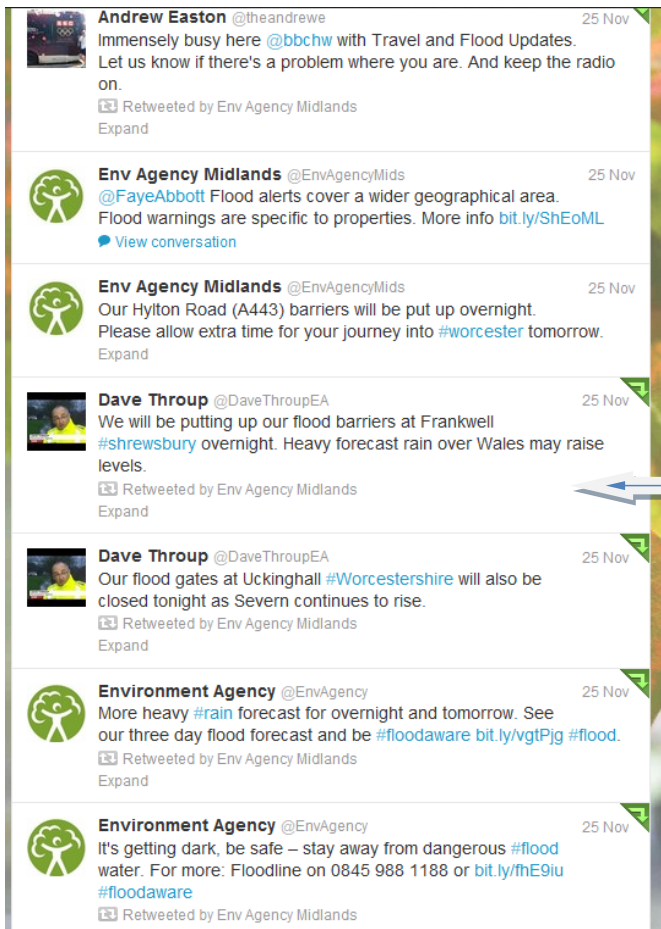 Andrew Easton @theandrewe 25 Nov
Immensely busy here @bbchw with Travel and Flood Updates.
Let us know if there's a problem where you are. And keep the radio
on.
Retweeted by Env Agency Midlands
Expand
Env Agency Midlands @EnvAgencyMids 25 Nov
@FayeAbbott Flood alerts cover a wider geographical area.
Flood warnings are specific to properties. More info bit.ly/ShEoML
View conversation
Env Agency Midlands @EnvAgencyMids 25 Nov
Our Hylton Road (A443) barriers will be put up overnight.
Please allow extra time for your journey into #worcester tomorrow.
Expand
Dave Throup @DaveThroupEA 25 Nov
We will be putting up our flood barriers at Frankwell
#shrewsbury overnight. Heavy forecast rain over Wales may raise
levels.
Retweeted by Env Agency Midlands
Expand
Dave Throup @DaveThroupEA 25 Nov
Our flood gates at Uckinghall #Worcestershire will also be
closed tonight as Severn continues to rise.
Retweeted by Env Agency Midlands
Expand
Environment Agency @EnvAgency 25 Nov
More heavy #rain forecast for overnight and tomorrow. See
our three day flood forecast and be #floodaware bit.ly/vgtPjg #flood.
Retweeted by Env Agency Midlands
Expand
Environment Agency @EnvAgency 25 Nov
It's getting dark, be safe – stay away from dangerous #flood
water. For more: Floodline on 0845 988 1188 or bit.ly/fhE9iu
#floodaware
Retweeted by Env Agency Midlands